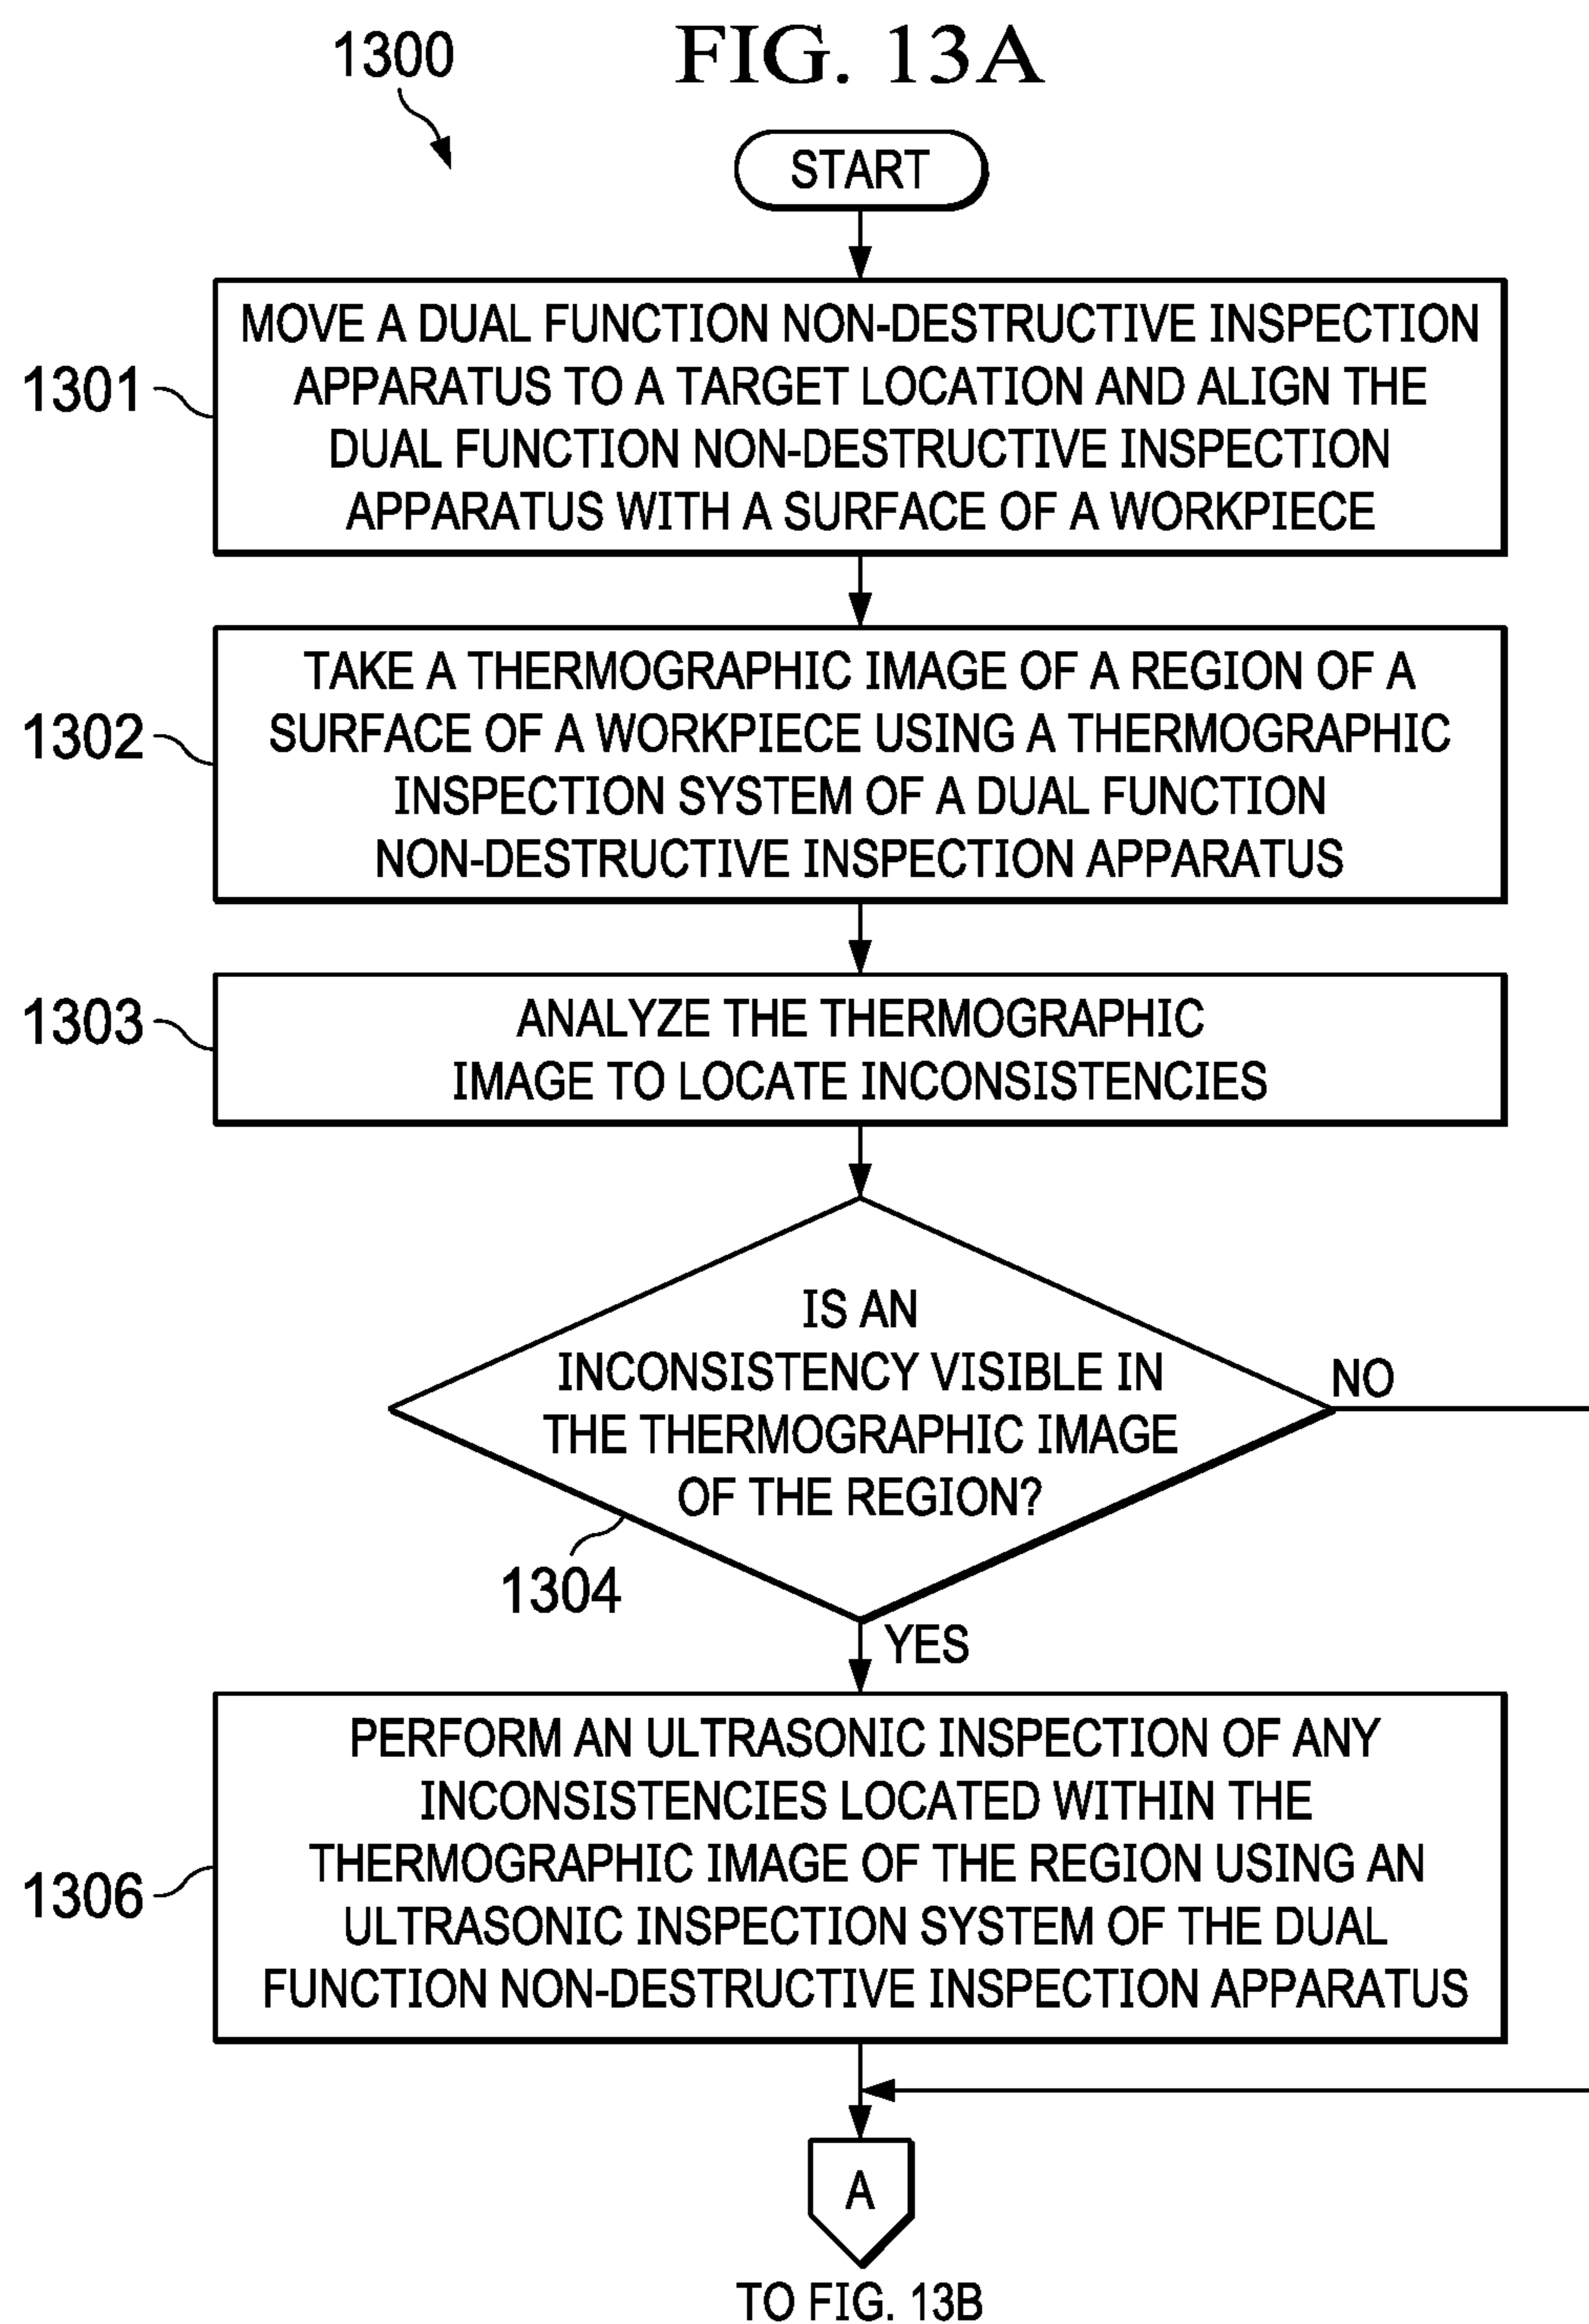 FIG. 13A
1300
START
1301
MOVE A DUAL FUNCTION NON-DESTRUCTIVE INSPECTION
APPARATUS TO A TARGET LOCATION AND ALIGN THE
DUAL FUNCTION NON-DESTRUCTIVE INSPECTION
APPARATUS WITH A SURFACE OF A WORKPIECE
1302
TAKE A THERMOGRAPHIC IMAGE OF A REGION OF A
SURFACE OF A WORKPIECE USING A THERMOGRAPHIC
INSPECTION SYSTEM OF A DUAL FUNCTION
NON-DESTRUCTIVE INSPECTION APPARATUS
1303
ANALYZE THE THERMOGRAPHIC
IMAGE TO LOCATE INCONSISTENCIES
IS AN
INCONSISTENCY VISIBLE IN
THE THERMOGRAPHIC IMAGE
OF THE REGION?
NO
1304
YES
1306
PERFORM AN ULTRASONIC INSPECTION OF ANY
INCONSISTENCIES LOCATED WITHIN THE
THERMOGRAPHIC IMAGE OF THE REGION USING AN
ULTRASONIC INSPECTION SYSTEM OF THE DUAL
FUNCTION NON-DESTRUCTIVE INSPECTION APPARATUS
A
TO FIG. 13B